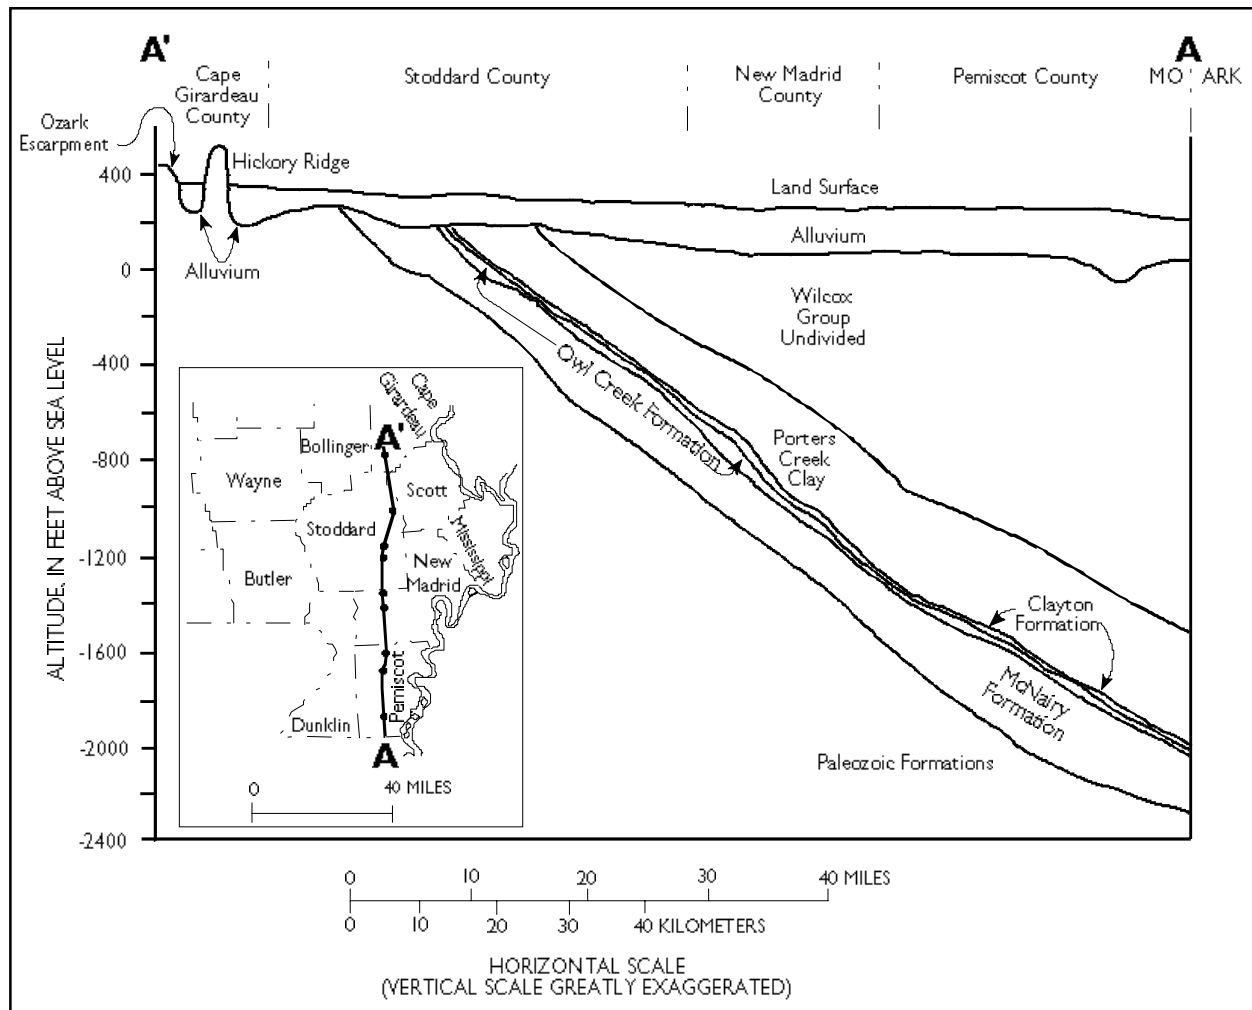 A'
A
Cape
Girardeau
County
Stoddard County
New Madrid
County
Pemiscot County
MO
ARK
Ozark
Escarpment
Hickory Ridge
Land Surface
Alluvium
Alluvium
400
0
-400
-800
-1200
-1600
-2000
-2400
ALTITUDE, IN FEET ABOVE SEA LEVEL
Wilcox
Group
Undivided
Owl Creek Formation
Porters
Creek
Clay
Clayton
Formation
McNairy
Formation
Paleozoic Formations
Cape
Girardeau
A'
Bollinger
Wayne
Scott
Stoddard
Mississippi
New
Madrid
Butler
Pemiscot
Dunklin
A
0
40 MILES
0
10
20
30
40 MILES
0
10
20
30
40 KILOMETERS
HORIZONTAL SCALE
(VERTICAL SCALE GREATLY EXAGGERATED)